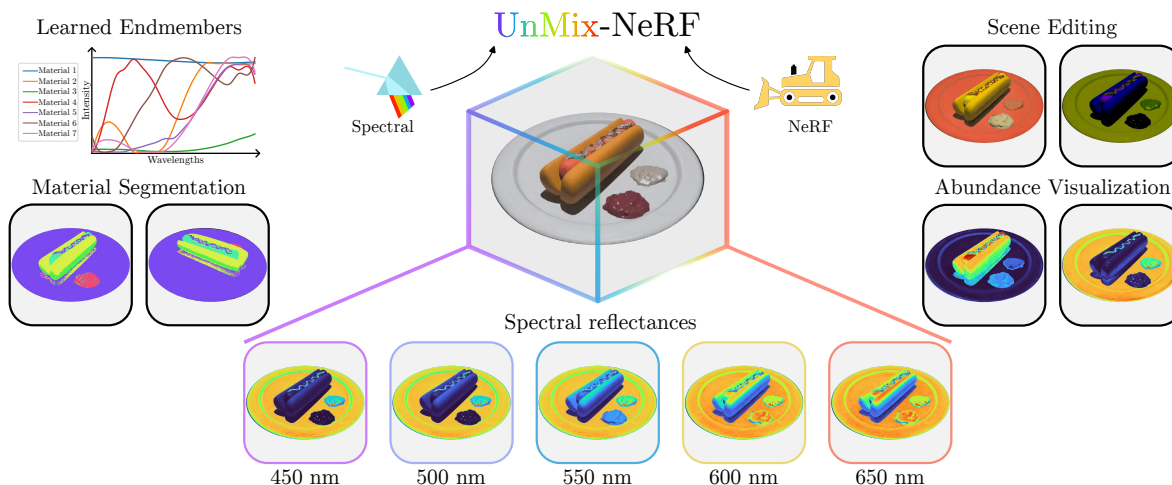 UnMix-NeRF
Learned Endmembers
Intensity
Material 1
Material 2
Material 3
Material 4
Material 5
Material 6
Material 7
Wavelengths
Spectral
NeRF
Scene Editing
Material Segmentation
Abundance Visualization
Spectral reflectances
450 nm
500 nm
550 nm
600 nm
650 nm